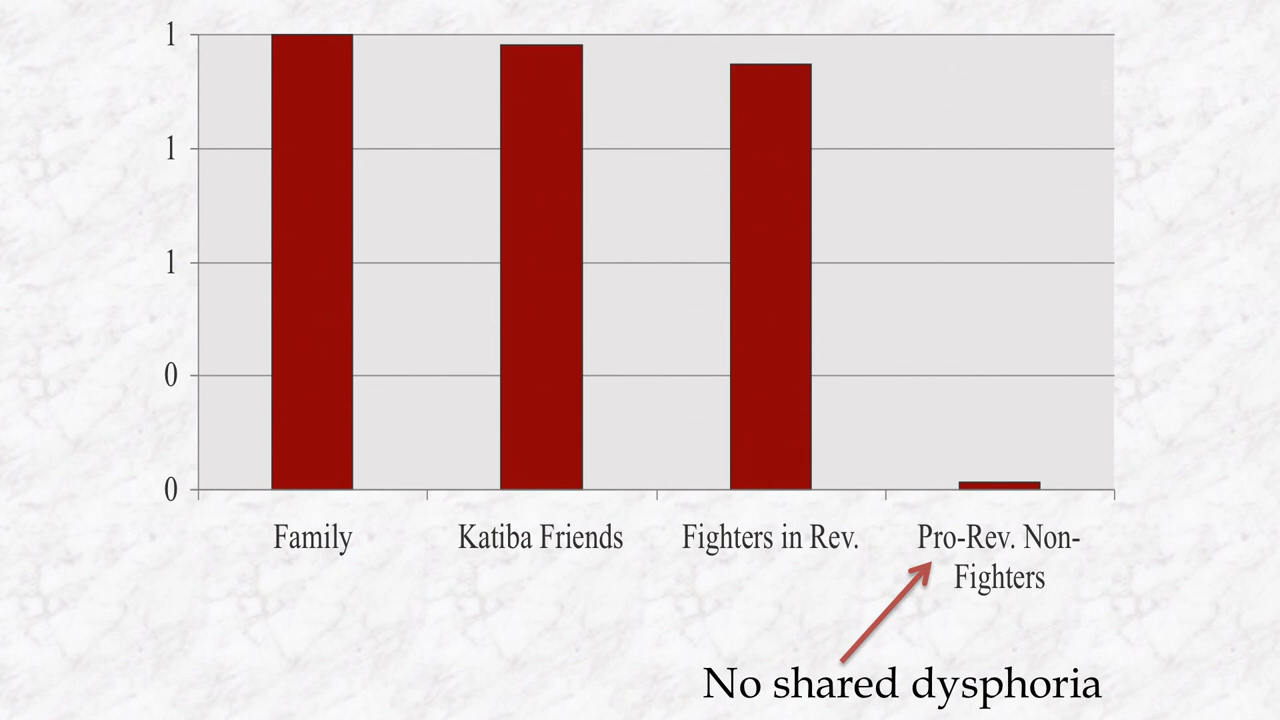 1
1
1
0
0
Family
Katiba Friends
Fighters in Rev.
Pro-Rev. Non-
Fighters
No shared dysphoria